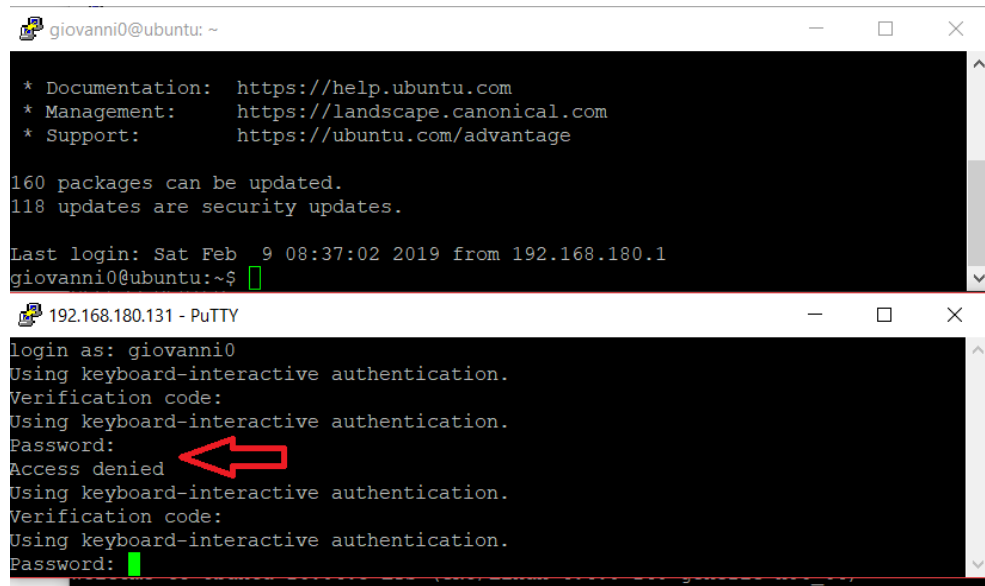 giovanni0@ubuntu: ~
* Documentation: https://help.ubuntu.com
* Management: https://landscape.canonical.com
* Support: https://ubuntu.com/advantage
160 packages can be updated.
118 updates are security updates.
Last login: Sat Feb 9 08:37:02 2019 from 192.168.180.1
giovanni0@ubuntu:~$
192.168.180.131 - PuTTY
login as: giovanni0
Using keyboard-interactive authentication.
Verification code:
Using keyboard-interactive authentication.
Password:
Access denied
Using keyboard-interactive authentication.
Verification code:
Using keyboard-interactive authentication.
Password: